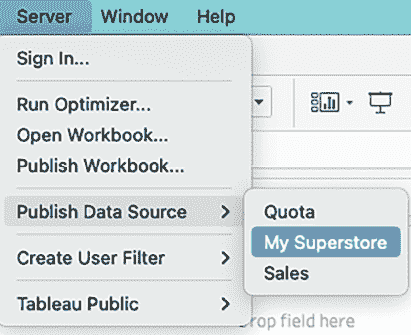 Server Window Help
Sign In...
Run Optimizer...
Open Workbook...
Publish Workbook...
Publish Data Source
Quota
My Superstore
Sales
Create User Filter
Tableau Public
rop field here